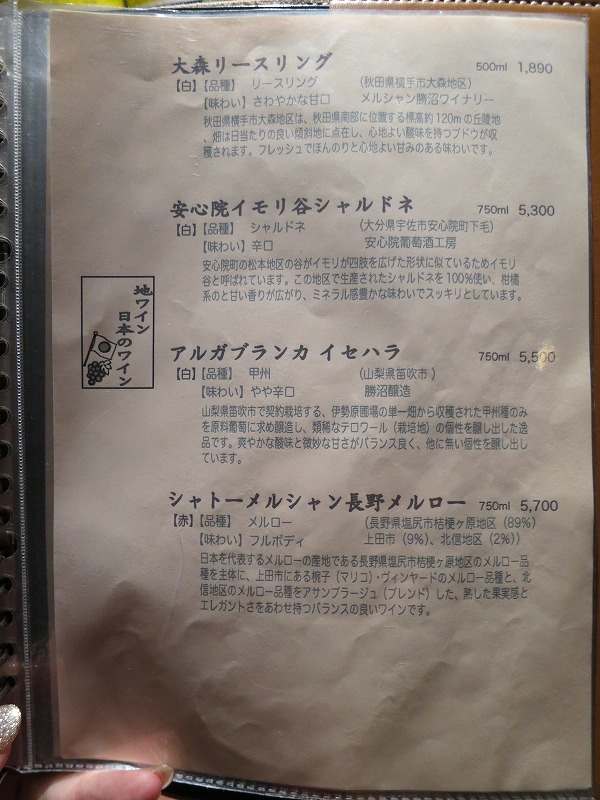 大森リースリング 500ml 1,890
【白】【品種】 リースリング (秋田県横手市大森地区)
【味わい】さわやかな甘口 メルシャン勝沼ワイナリー
秋田県横手市大森地区は、秋田県南部に位置する標高約120mの丘陵地
、畑は日当たりの良い傾斜地に点在し、心地よい酸味を持つブドウが収
穫されます。フレッシュでほんのりと心地よい甘みのある味わいです。
安心院イモリ谷シャルドネ 750ml 5,300
【白】【品種】 シャルドネ (大分県宇佐市安心院町下毛)
【味わい】辛口 安心院葡萄酒工房
安心院町の松本地区の谷がイモリが四肢を広げた形状に似ているためイモリ
谷と呼ばれています。この地区で生産されたシャルドネを100%使い、柑橘
系のと甘い香りが広がり、ミネラル感豊かな味わいでスッキリとしています。
地ワイン
日本のワイン
アルガブランカ イセハラ 750ml 5,500
【白】【品種】 甲州 (山梨県笛吹市)
【味わい】やや辛口 勝沼醸造
山梨県笛吹市で契約栽培する、伊勢原圃場の単一畑から収穫された甲州種のみ
を原料葡萄に求め醸造し、類稀なテロワール(栽培地)の個性を醸し出した逸
品です。爽やかな酸味と微妙な甘さがバランス良く、他に無い個性を醸し出し
ています。
シャトーメルシャン長野メルロー 750ml 5,700
【赤】【品種】 メルロー (長野県塩尻市桔梗ヶ原地区(89%)
【味わい】フルボディ 上田市(9%)、北信地区(2%))
日本を代表するメルローの産地である長野県塩尻市桔梗ヶ原地区のメルロー品
種を主体に、上田市にある椀子(マリコ)・ヴィンヤードのメルロー品種と、北
信地区のメルロー品種をアサンブラージュ(ブレンド)した、熟した果実感と
エレガントさをあわせ持つバランスの良いワインです。